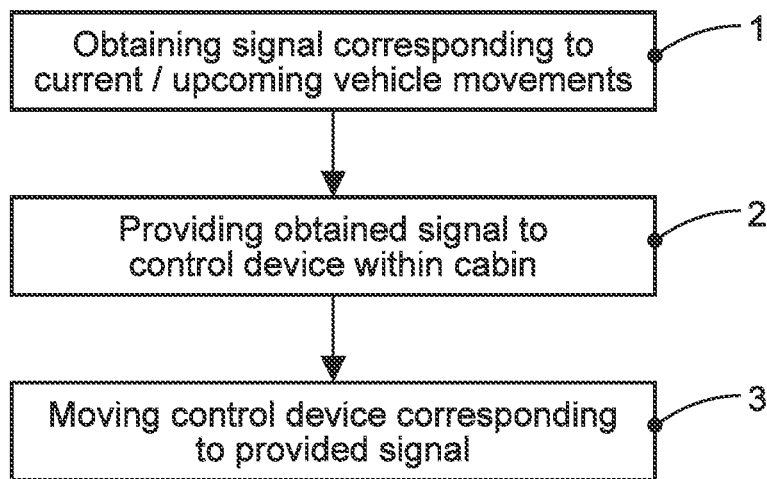 Obtaining signal corresponding to
current / upcoming vehicle movements
1
Providing obtained signal to
control device within cabin
2
Moving control device corresponding
to provided signal
3